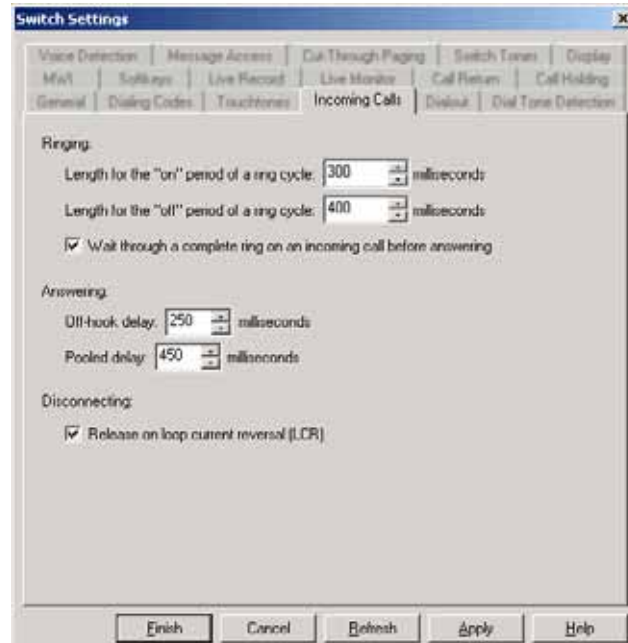 Switch Settings
Voice Detection Message Access Cut Through Paging Switch Tones Display
MWI Softkeys Live Record Live Monitor Call Return Call Holding
General Dialing Codes Touchtones Incoming Calls Dialout Dial Tone Detection
Ringing:
Length for the "on" period of a ring cycle: 300 milliseconds
Length for the "off" period of a ring cycle: 400 milliseconds
Wait through a complete ring on an incoming call before answering
Answering:
Off-hook delay: 250 milliseconds
Pooled delay: 450 milliseconds
Disconnecting:
Release on loop current reversal (LCR)
Finish Cancel Refresh Apply Help